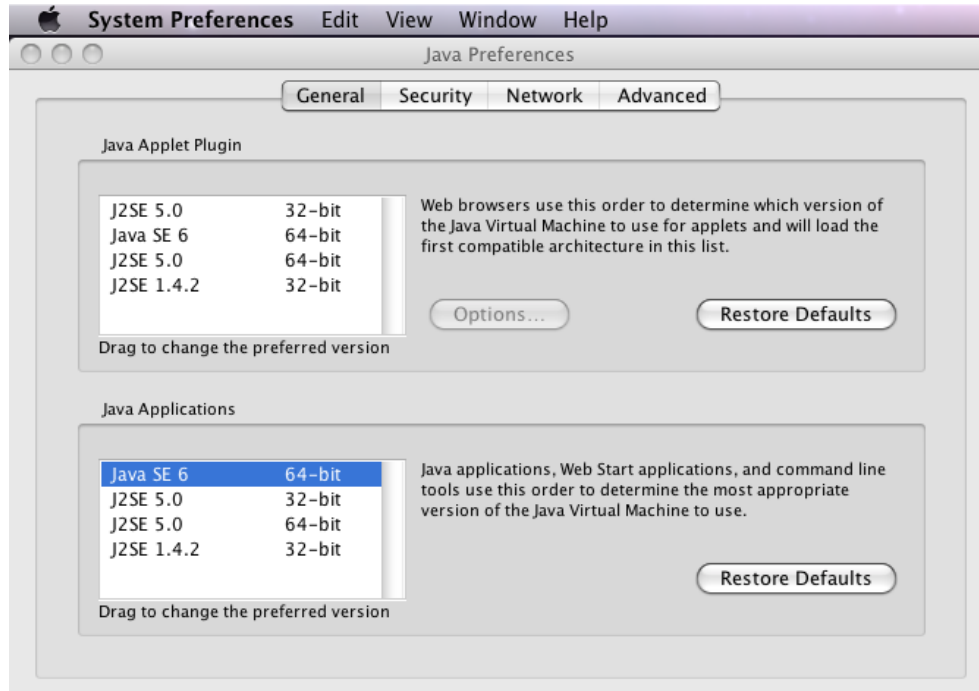 System Preferences Edit View Window Help
Java Preferences
General Security Network Advanced
Java Applet Plugin
J2SE 5.0 32-bit
Java SE 6 64-bit
J2SE 5.0 64-bit
J2SE 1.4.2 32-bit
Drag to change the preferred version
Web browsers use this order to determine which version of
the Java Virtual Machine to use for applets and will load the
first compatible architecture in this list.
Options...
Restore Defaults
Java Applications
Java SE 6 64-bit
J2SE 5.0 32-bit
J2SE 5.0 64-bit
J2SE 1.4.2 32-bit
Drag to change the preferred version
Java applications, Web Start applications, and command line
tools use this order to determine the most appropriate
version of the Java Virtual Machine to use.
Restore Defaults